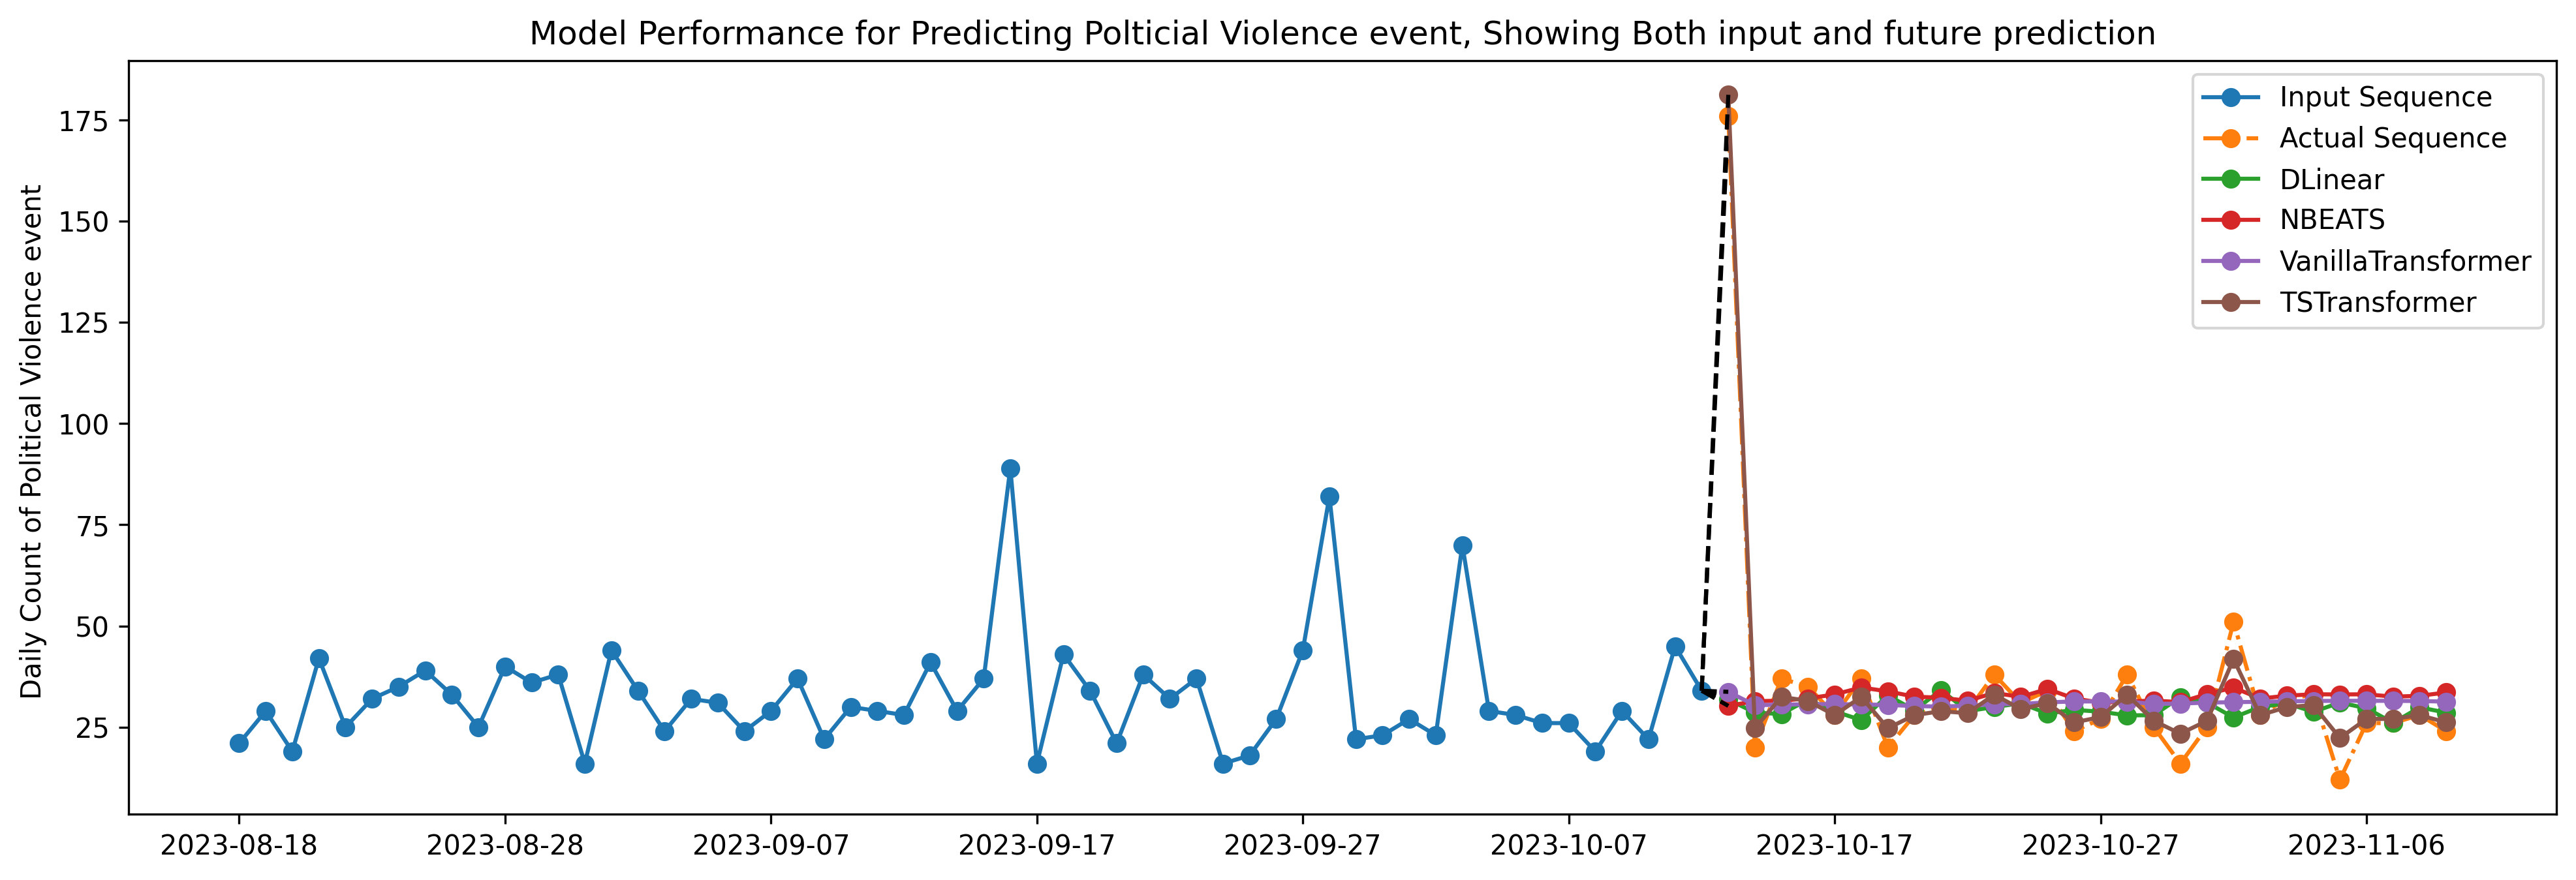 Model Performance for Predicting Polticial Violence event, Showing Both input and future prediction
Daily Count of Political Violence event
175
150
125
100
75
50
25
2023-08-18
2023-08-28
2023-09-07
2023-09-17
2023-09-27
2023-10-07
2023-10-17
2023-10-27
2023-11-06
Input Sequence
Actual Sequence
DLinear
NBEATS
VanillaTransformer
TSTransformer